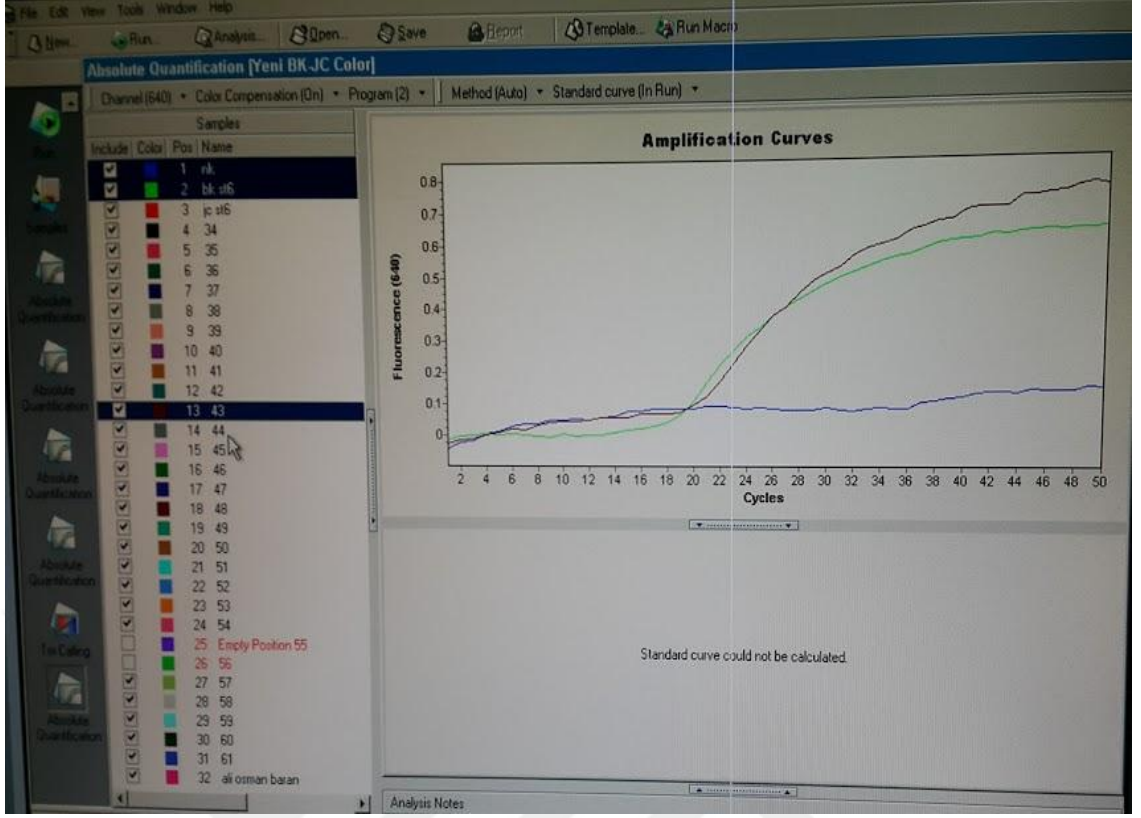 File Edit View Tools Window Help
New... Run... Analysis... Open... Save Report Template... Run Macro
Absolute Quantification [Yeni BK-JC Color]
Channel (640) Color Compensation (On) Program (2) Method (Auto) Standard curve (In Run)
Samples
Include Color Pos Name
1 nk
2 bk st6
3 jc st6
4 34
5 35
6 36
7 37
8 38
9 39
10 40
11 41
12 42
13 43
14 44
15 45
16 46
17 47
18 48
19 49
20 50
21 51
22 52
23 53
24 54
25 Empty Position 55
26 56
27 57
28 58
29 59
30 60
31 61
32 ali osman baran
Run
Samples
Absolute
Quantification
Absolute
Quantification
Absolute
Quantification
Absolute
Quantification
Tm Calling
Absolute
Quantification
Amplification Curves
Fluorescence (640)
0.8
0.7
0.6
0.5
0.4
0.3
0.2
0.1
0
2 4 6 8 10 12 14 16 18 20 22 24 26 28 30 32 34 36 38 40 42 44 46 48 50
Cycles
Standard curve could not be calculated.
Analysis Notes